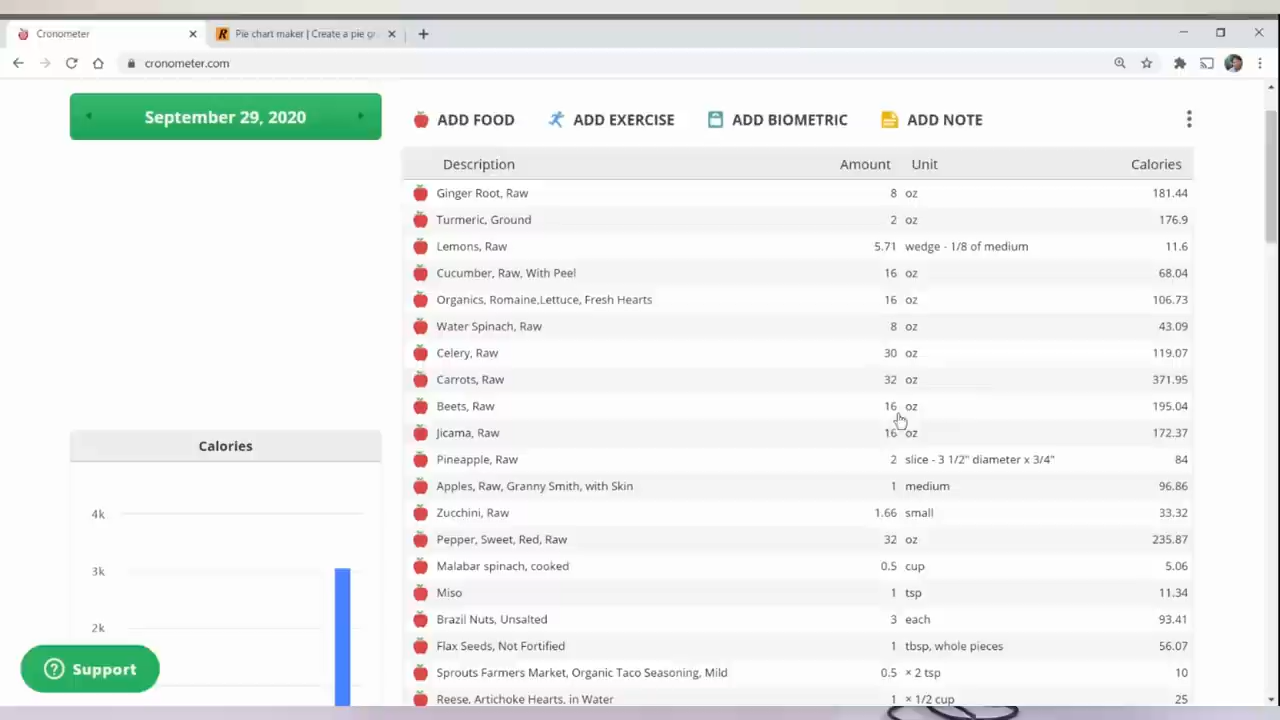 Cronometer
Pie chart maker | Create a pie gr
cronometer.com
September 29, 2020
ADD FOOD ADD EXERCISE ADD BIOMETRIC ADD NOTE
Description Amount Unit Calories
Ginger Root, Raw 8 oz 181.44
Turmeric, Ground 2 oz 176.9
Lemons, Raw 5.71 wedge - 1/8 of medium 11.6
Cucumber, Raw, With Peel 16 oz 68.04
Organics, Romaine,Lettuce, Fresh Hearts 16 oz 106.73
Water Spinach, Raw 8 oz 43.09
Celery, Raw 30 oz 119.07
Carrots, Raw 32 oz 371.95
Beets, Raw 16 oz 195.04
Jicama, Raw 16 oz 172.37
Pineapple, Raw 2 slice - 3 1/2" diameter x 3/4" 84
Apples, Raw, Granny Smith, with Skin 1 medium 96.86
Zucchini, Raw 1.66 small 33.32
Pepper, Sweet, Red, Raw 32 oz 235.87
Malabar spinach, cooked 0.5 cup 5.06
Miso 1 tsp 11.34
Brazil Nuts, Unsalted 3 each 93.41
Flax Seeds, Not Fortified 1 tbsp, whole pieces 56.07
Sprouts Farmers Market, Organic Taco Seasoning, Mild 0.5 × 2 tsp 10
Reese, Artichoke Hearts, in Water 1 × 1/2 cup 25
Calories
4k
3k
2k
Support